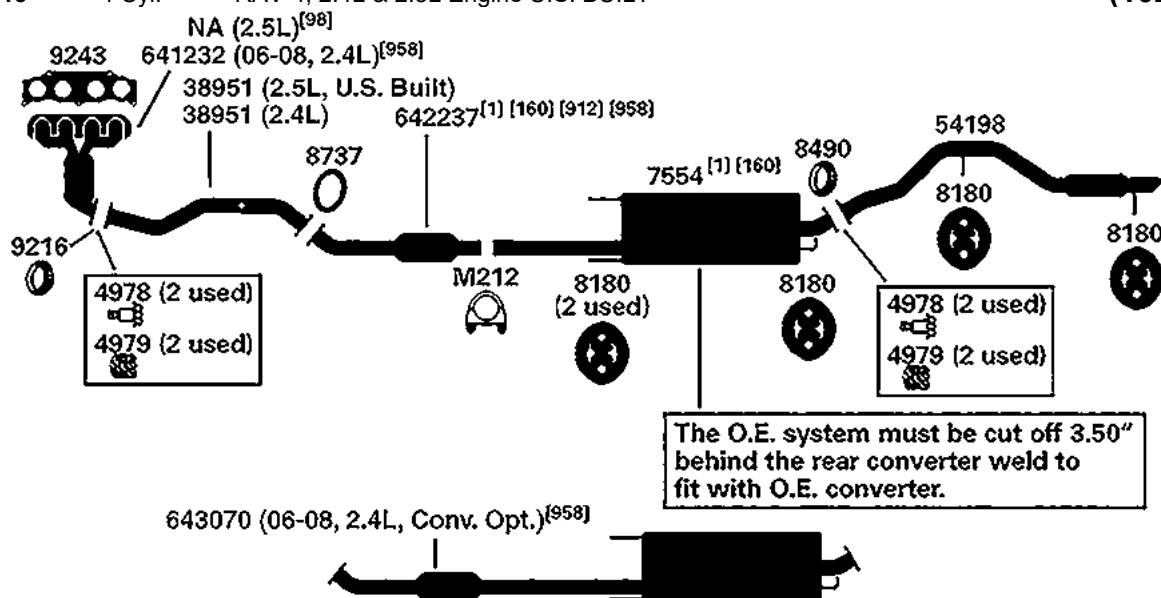 NA (2.5L)[98]
9243
641232 (06-08, 2.4L)[958]
38951 (2.5L, U.S. Built)
38951 (2.4L)
642237[1] [160] [912] [958]
8737
7554[1] [160]
8490
54198
8180
8180
9216
4978 (2 used)
4979 (2 used)
M212
8180
(2 used)
8180
4978 (2 used)
4979 (2 used)
The O.E. system must be cut off 3.50"
behind the rear converter weld to
fit with O.E. converter.
643070 (06-08, 2.4L, Conv. Opt.)[958]